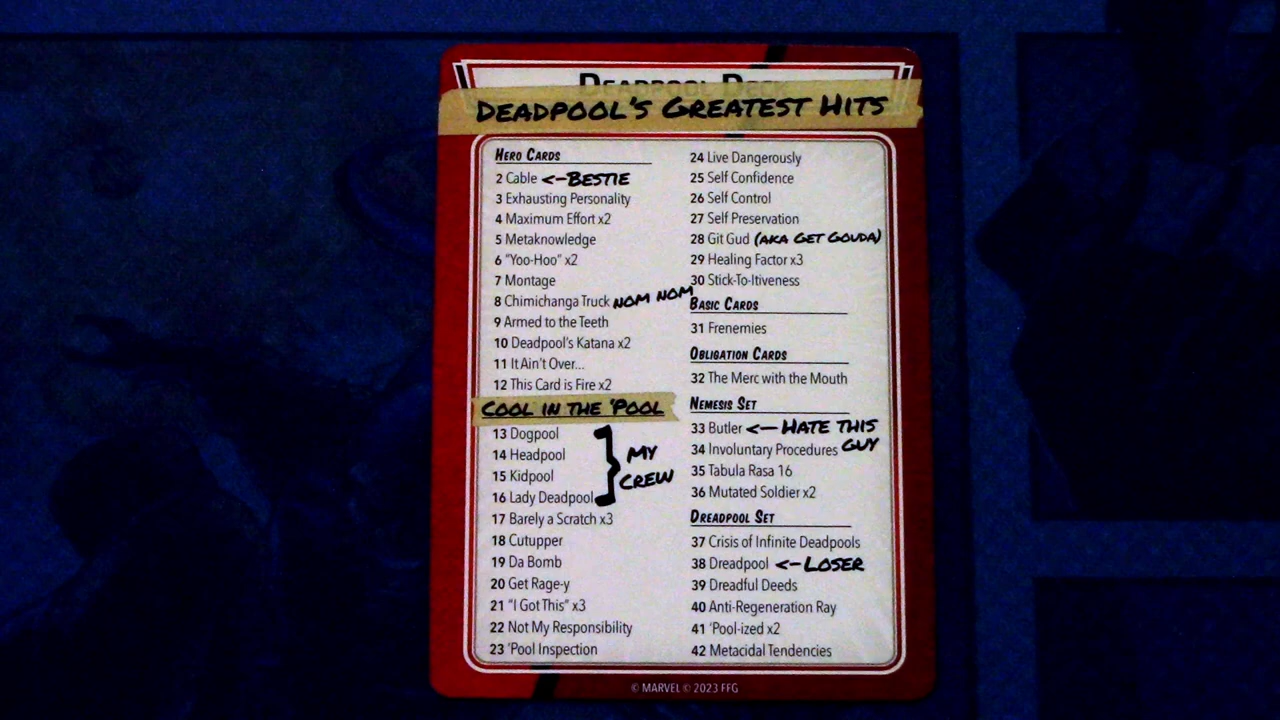 DEADPOOL DECK
DEADPOOL'S GREATEST HITS
HERO CARDS
2 Cable <-BESTIE
3 Exhausting Personality
4 Maximum Effort x2
5 Metaknowledge
6 "Yoo-Hoo" x2
7 Montage
8 Chimichanga Truck NOM NOM
9 Armed to the Teeth
10 Deadpool's Katana x2
11 It Ain't Over...
12 This Card is Fire x2
COOL IN THE 'POOL
13 Dogpool
14 Headpool
15 Kidpool
16 Lady Deadpool
MY
CREW
17 Barely a Scratch x3
18 Cutupper
19 Da Bomb
20 Get Rage-y
21 "I Got This" x3
22 Not My Responsibility
23 'Pool Inspection
24 Live Dangerously
25 Self Confidence
26 Self Control
27 Self Preservation
28 Git Gud (AKA GET GOUDA)
29 Healing Factor x3
30 Stick-To-Itiveness
BASIC CARDS
31 Frenemies
OBLIGATION CARDS
32 The Merc with the Mouth
NEMESIS SET
33 Butler <- HATE THIS
GUY
34 Involuntary Procedures
35 Tabula Rasa 16
36 Mutated Soldier x2
DREADPOOL SET
37 Crisis of Infinite Deadpools
38 Dreadpool <-LOSER
39 Dreadful Deeds
40 Anti-Regeneration Ray
41 'Pool-ized x2
42 Metacidal Tendencies
© MARVEL © 2023 FFG